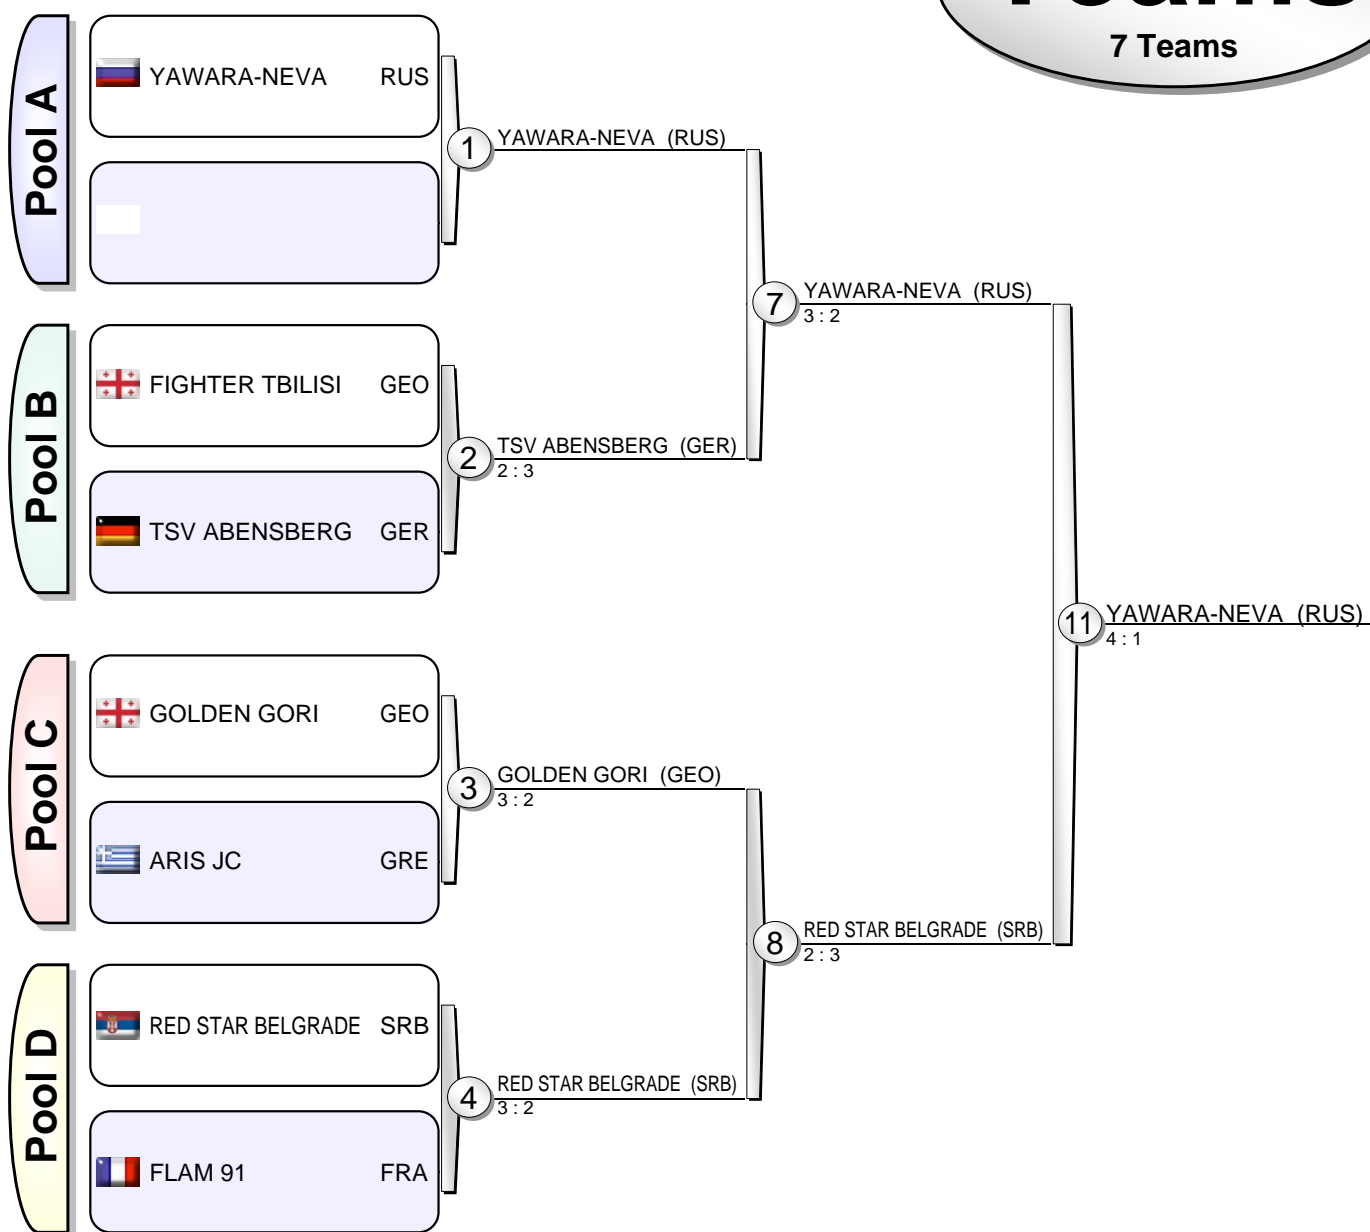 Teams
7 Teams
Pool A
YAWARA-NEVA RUS
1
YAWARA-NEVA (RUS)
7
YAWARA-NEVA (RUS)
3 : 2
Pool B
FIGHTER TBILISI GEO
TSV ABENSBERG GER
2
TSV ABENSBERG (GER)
2 : 3
11
YAWARA-NEVA (RUS)
4 : 1
Pool C
GOLDEN GORI GEO
ARIS JC GRE
3
GOLDEN GORI (GEO)
3 : 2
8
RED STAR BELGRADE (SRB)
2 : 3
Pool D
RED STAR BELGRADE SRB
FLAM 91 FRA
4
RED STAR BELGRADE (SRB)
3 : 2